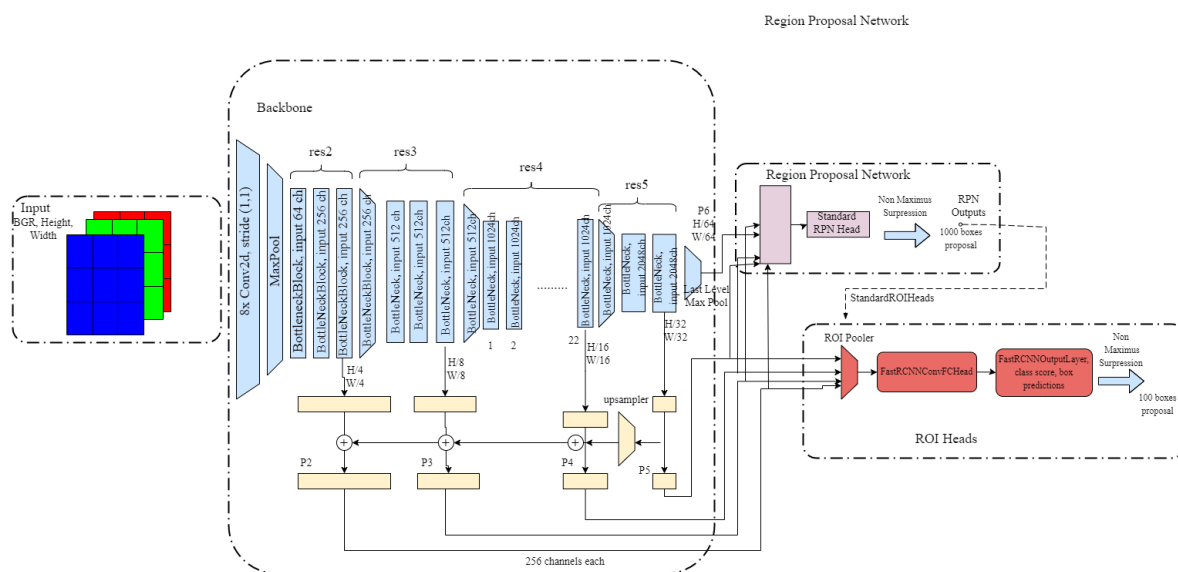 Region Proposal Network
Backbone
Input
BGR, Height,
Width
8x Conv2d, stride (1,1)
MaxPool
res2
BottleneckBlock, input 64 ch
BottleNeckBlock, input 256 ch
BottleNeckBlock, input 256 ch
res3
BottleNeckBlock, input 256 ch
BottleNeck, input 512 ch
BottleNeck, input 512ch
BottleNeck, input 512ch
res4
BottleNeck, input 512ch
BottleNeck, input 1024ch
BottleNeck, input 1024ch
1
2
........
BottleNeck, input 1024ch
22
res5
BottleNeck, input 1024ch
BottleNeck,
input 2048ch
BottleNeck,
input 2048ch
Last Level
Max Pool
P6
H/64
W/64
H/4
W/4
H/8
W/8
H/16
W/16
H/32
W/32
upsampler
P2
P3
P4
P5
256 channels each
Region Proposal Network
Standard
RPN Head
Non Maximus
Surpression
RPN
Outputs
1000 boxes
proposal
StandardROIHeads
ROI Pooler
FastRCNNConvFCHead
FastRCNNOutputLayer,
class score, box
predictions
Non
Maximus
Surpression
100 boxes
proposal
ROI Heads